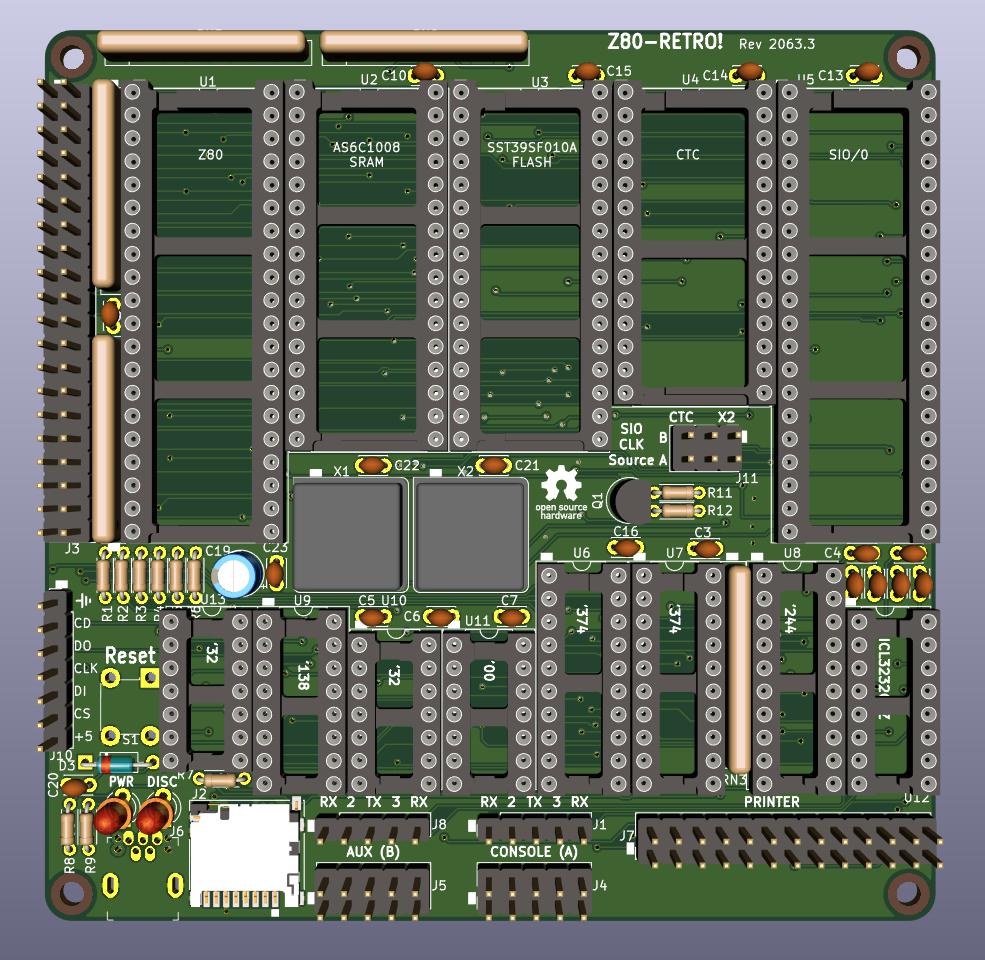 Z80-RETRO! Rev 2063.3
U1
U2
C10
U3
C15
U4
C14
U5
C13
Z80
AS6C1008
SRAM
SST39SF010A
FLASH
CTC
SIO/0
CTC X2
SIO
CLK
Source A
B
J11
X1
C22
X2
C21
open source
hardware
Q1
R11
R12
C16
C3
J3
C19
C23
U6
U7
U8
C4
R1
R2
R3
R4
R5
U13
U9
C5
U10
C6
U11
C7
CD
DO
CLK
DI
CS
+5
Reset
S1
'32
'138
'32
'00
'374
'374
'244
ICL3232
J10
D3
R7
RN3
U12
C20
PWR
DISC
J2
J6
R8
R9
RX 2 TX 3 RX
J8
AUX (B)
J5
RX 2 TX 3 RX
J1
CONSOLE (A)
J4
PRINTER
J7